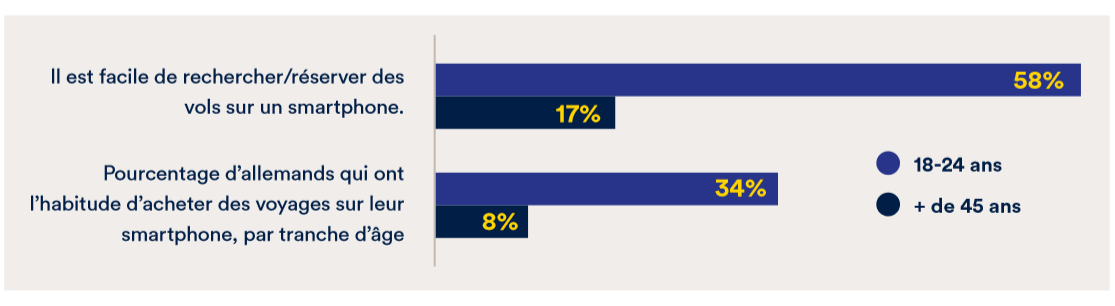 Il est facile de rechercher/réserver des
vols sur un smartphone.
58%
17%
Pourcentage d’allemands qui ont
l’habitude d’acheter des voyages sur leur
smartphone, par tranche d’âge
34%
8%
18-24 ans
+ de 45 ans